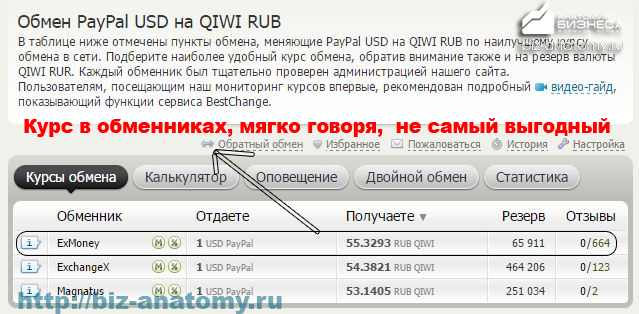 Обмен PayPal USD на QIWI RUB
АНАТОМИЯ
БИЗНЕСА
biz-anatomy.ru
В таблице ниже отмечены пункты обмена, меняющие PayPal USD на QIWI RUB по наилучшему курсу
обмена в сети. Подберите наиболее удобный курс обмена, обратив внимание также и на резерв валюты
QIWI RUR. Каждый обменник был тщательно проверен администрацией нашего сайта.
Пользователям, посещающим наш мониторинг курсов впервые, рекомендован подробный видео-гайд,
показывающий функции сервиса BestChange.
Курс в обменниках, мягко говоря, не самый выгодный
Обратный обмен Избранное Пожаловаться История Настройка
Курсы обмена Калькулятор Оповещение Двойной обмен Статистика
Обменник Отдаете Получаете ▼ Резерв Отзывы
i ExMoney M % 1 USD PayPal 55.3293 RUB QIWI 65 911 0/664
i ExchangeX M % 1 USD PayPal 54.3821 RUB QIWI 464 206 0/123
i Magnatus M % 1 USD PayPal 53.1405 RUB QIWI 251 034 0/2
http://biz-anatomy.ru